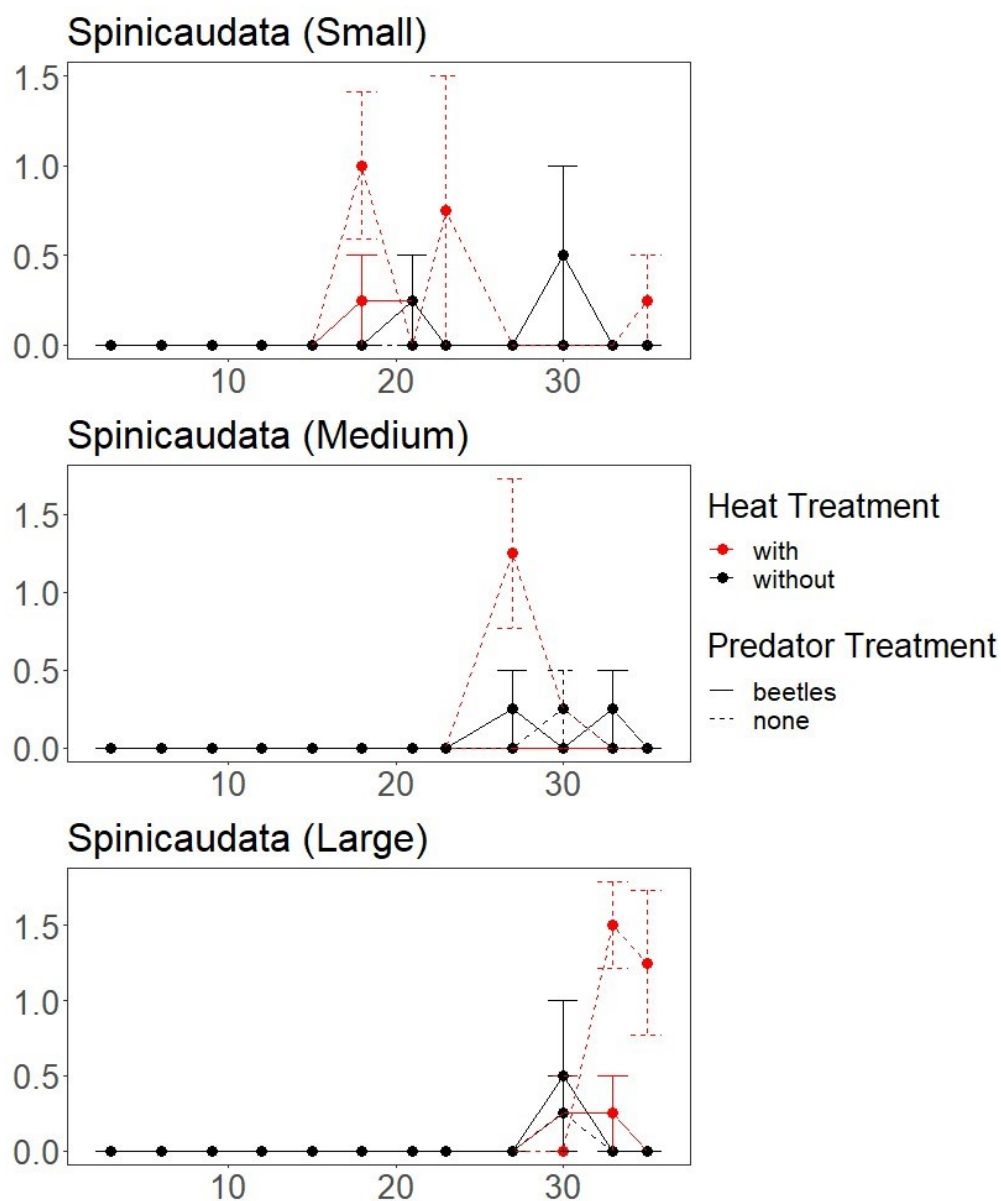 Spinicaudata (Small)
1.5
1.0
0.5
0.0
10 20 30
Spinicaudata (Medium)
1.5
1.0
0.5
0.0
10 20 30
Heat Treatment
with
without
Predator Treatment
beetles
none
Spinicaudata (Large)
1.5
1.0
0.5
0.0
10 20 30